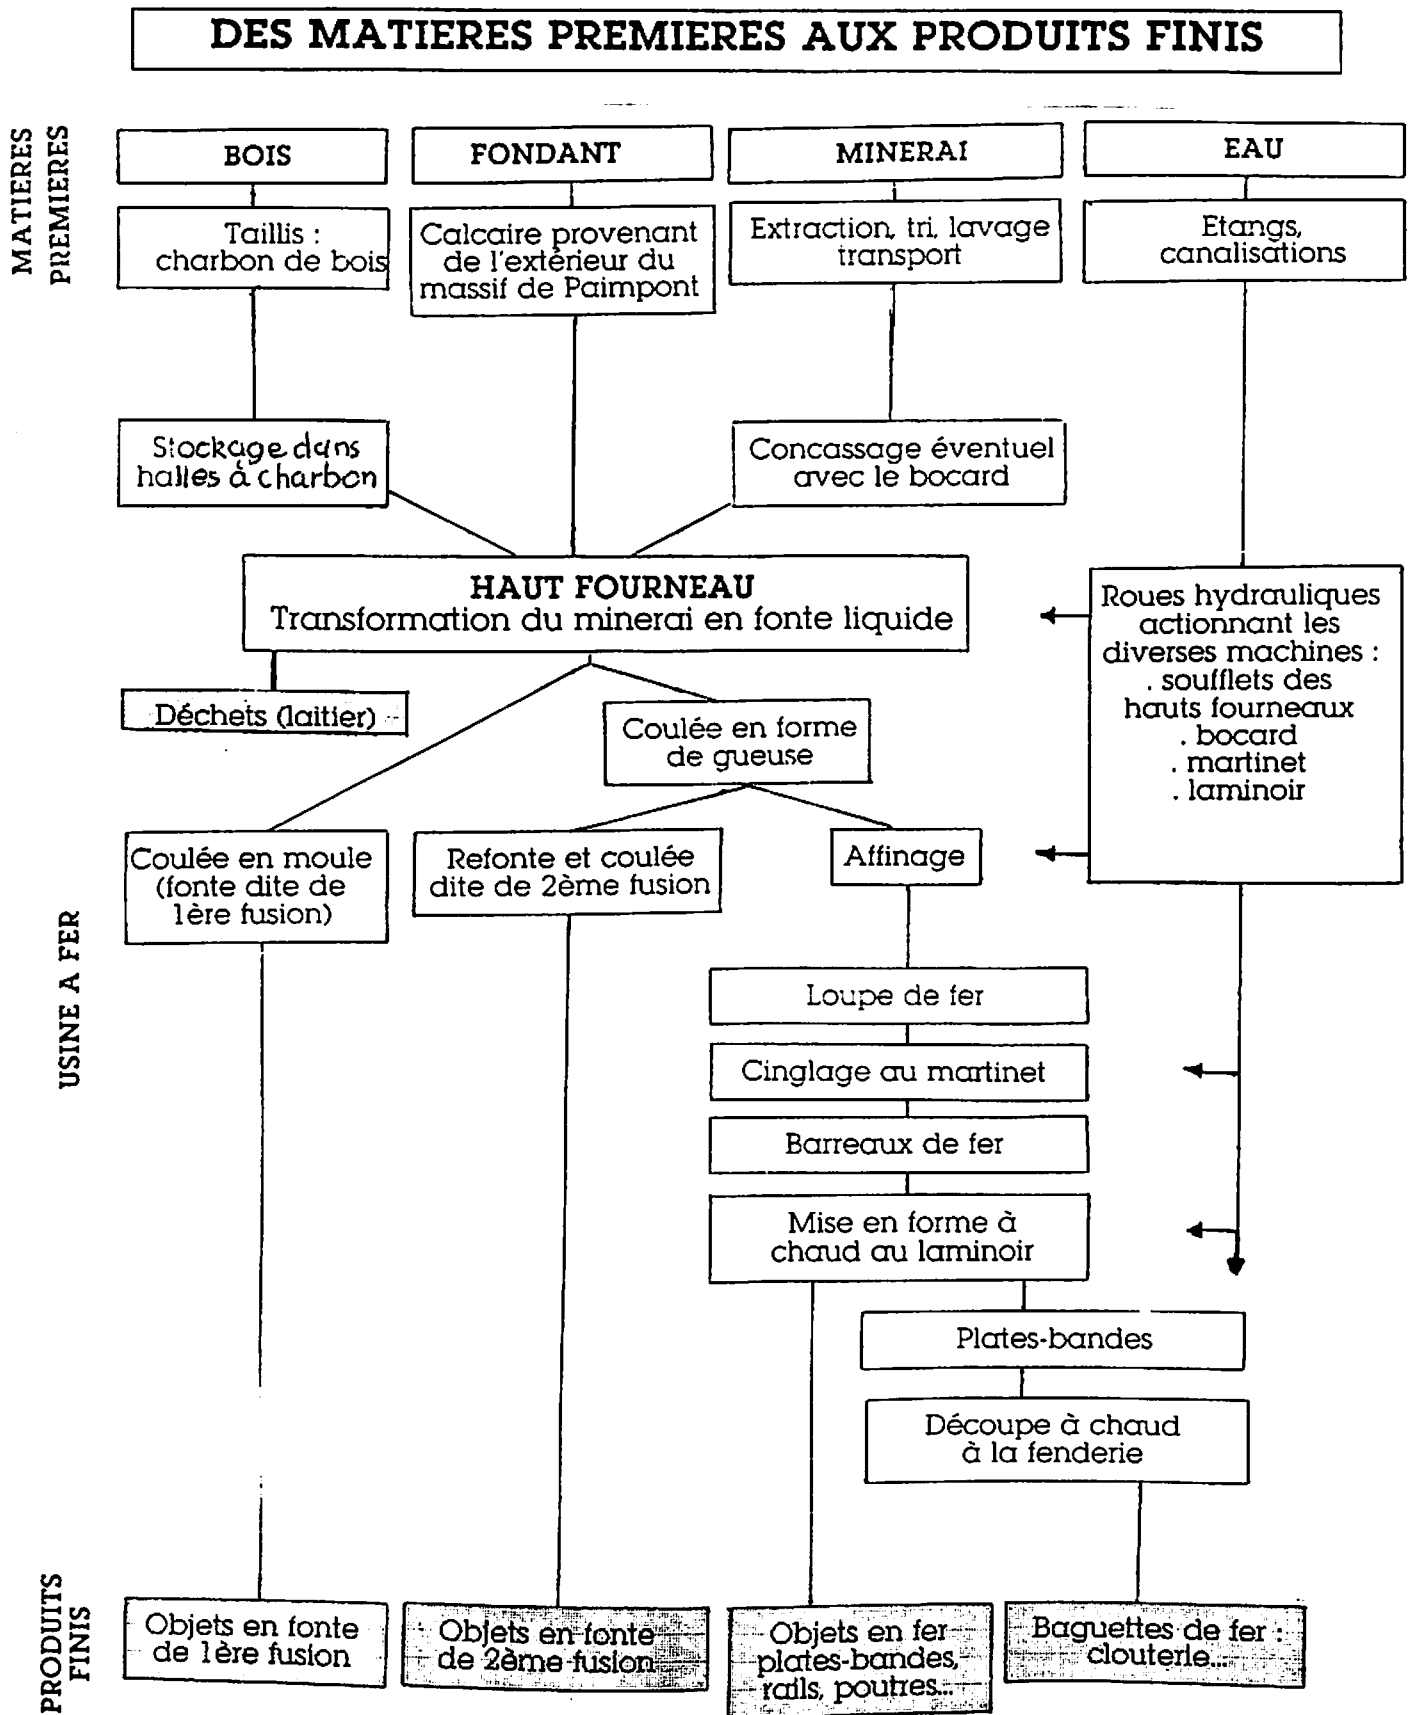 DES MATIERES PREMIERES AUX PRODUITS FINIS
MATIERES
PREMIERES
BOIS
FONDANT
MINERAI
EAU
Taillis :
charbon de bois
Calcaire provenant
de l'extérieur du
massif de Paimpont
Extraction, tri, lavage
transport
Etangs,
canalisations
Stockage dans
halles à charbon
Concassage éventuel
avec le bocard
HAUT FOURNEAU
Transformation du minerai en fonte liquide
Roues hydrauliques
actionnant les
diverses machines :
. soufflets des
hauts fourneaux
. bocard
. martinet
. laminoir
Déchets (laitier)
Coulée en forme
de gueuse
USINE A FER
Coulée en moule
(fonte dite de
1ère fusion)
Refonte et coulée
dite de 2ème fusion
Affinage
Loupe de fer
Cinglage au martinet
Barreaux de fer
Mise en forme à
chaud au laminoir
Plates-bandes
Découpe à chaud
à la fenderie
PRODUITS
FINIS
Objets en fonte
de 1ère fusion
Objets en fonte
de 2ème fusion
Objets en fer
plates-bandes,
rails, poutres...
Baguettes de fer :
clouterie...